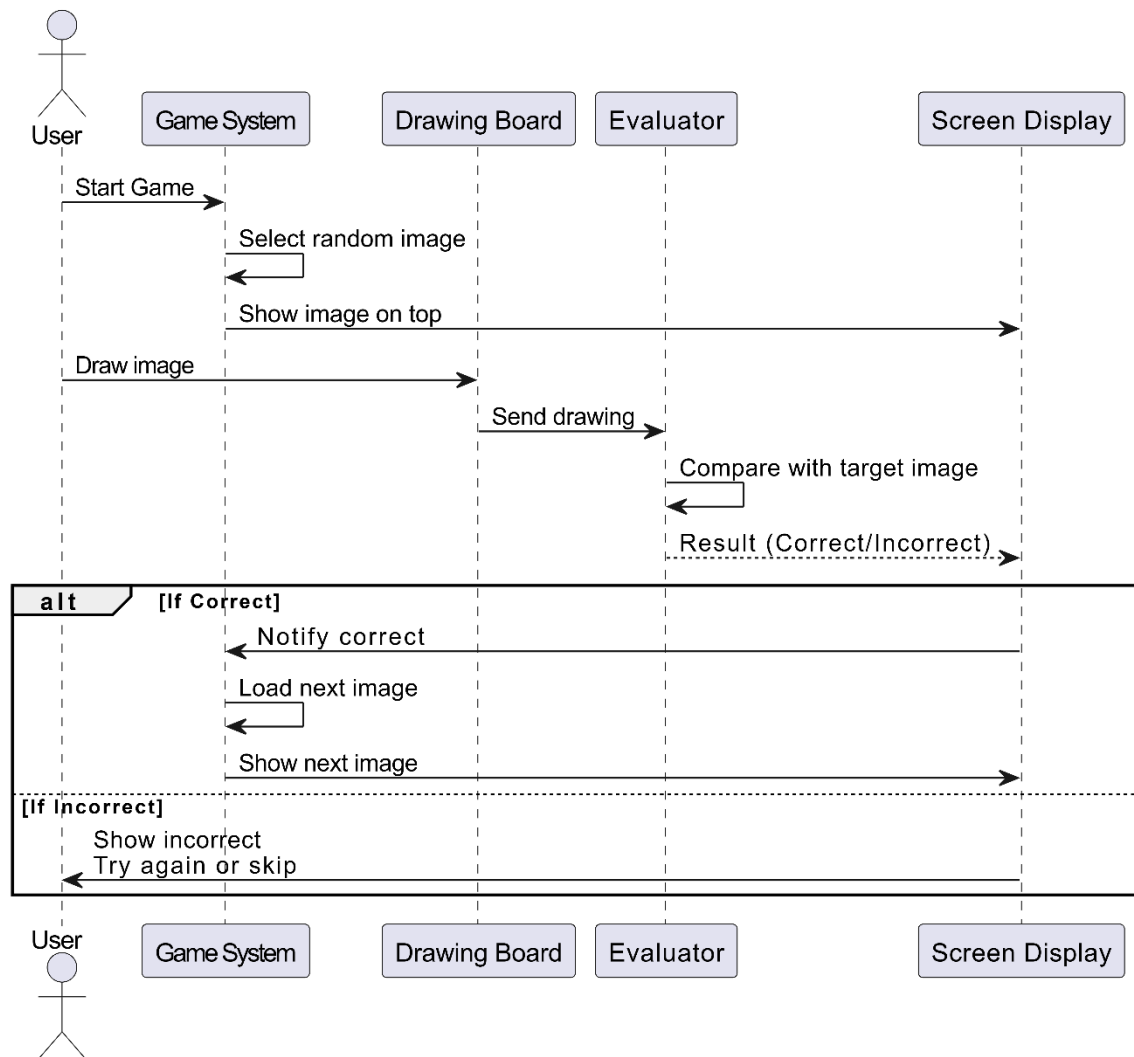 User
Game System
Drawing Board
Evaluator
Screen Display
Start Game
Select random image
Show image on top
Draw image
Send drawing
Compare with target image
Result (Correct/Incorrect)
alt
[If Correct]
Notify correct
Load next image
Show next image
[If Incorrect]
Show incorrect
Try again or skip
User
Game System
Drawing Board
Evaluator
Screen Display